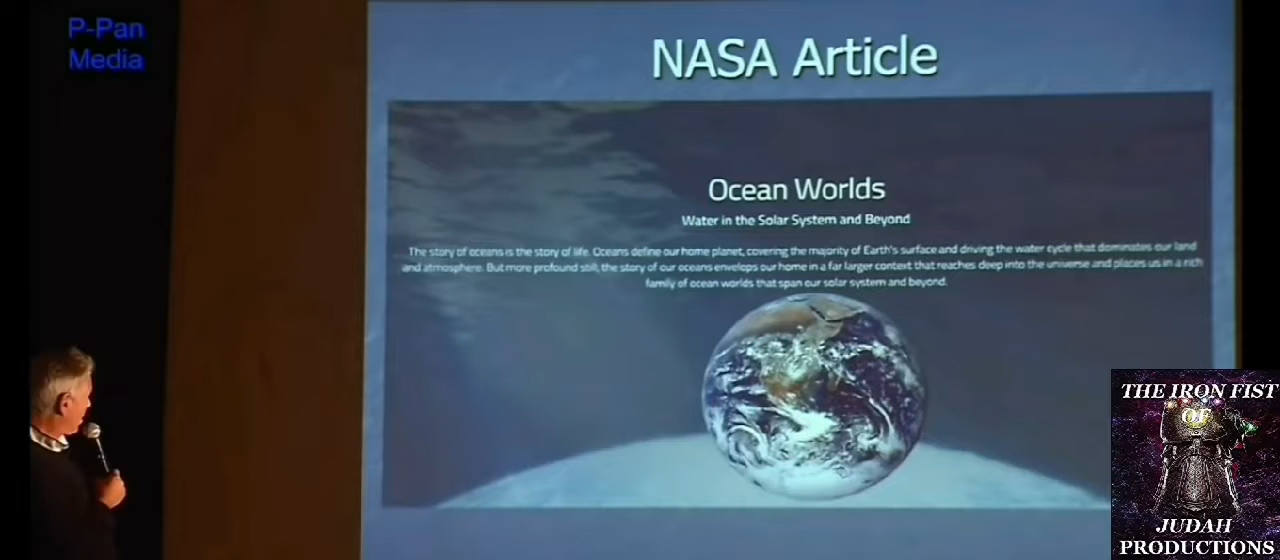 P-Pan
Media
NASA Article
Ocean Worlds
Water in the Solar System and Beyond
The story of oceans is the story of life. Oceans define our home planet, covering the majority of Earth's surface and driving the water cycle that dominates our land
and atmosphere. But more profound still, the story of our oceans envelops our home in a far larger context that reaches deep into the universe and places us in a rich
family of ocean worlds that span our solar system and beyond.
THE IRON FIST
OF
JUDAH
PRODUCTIONS